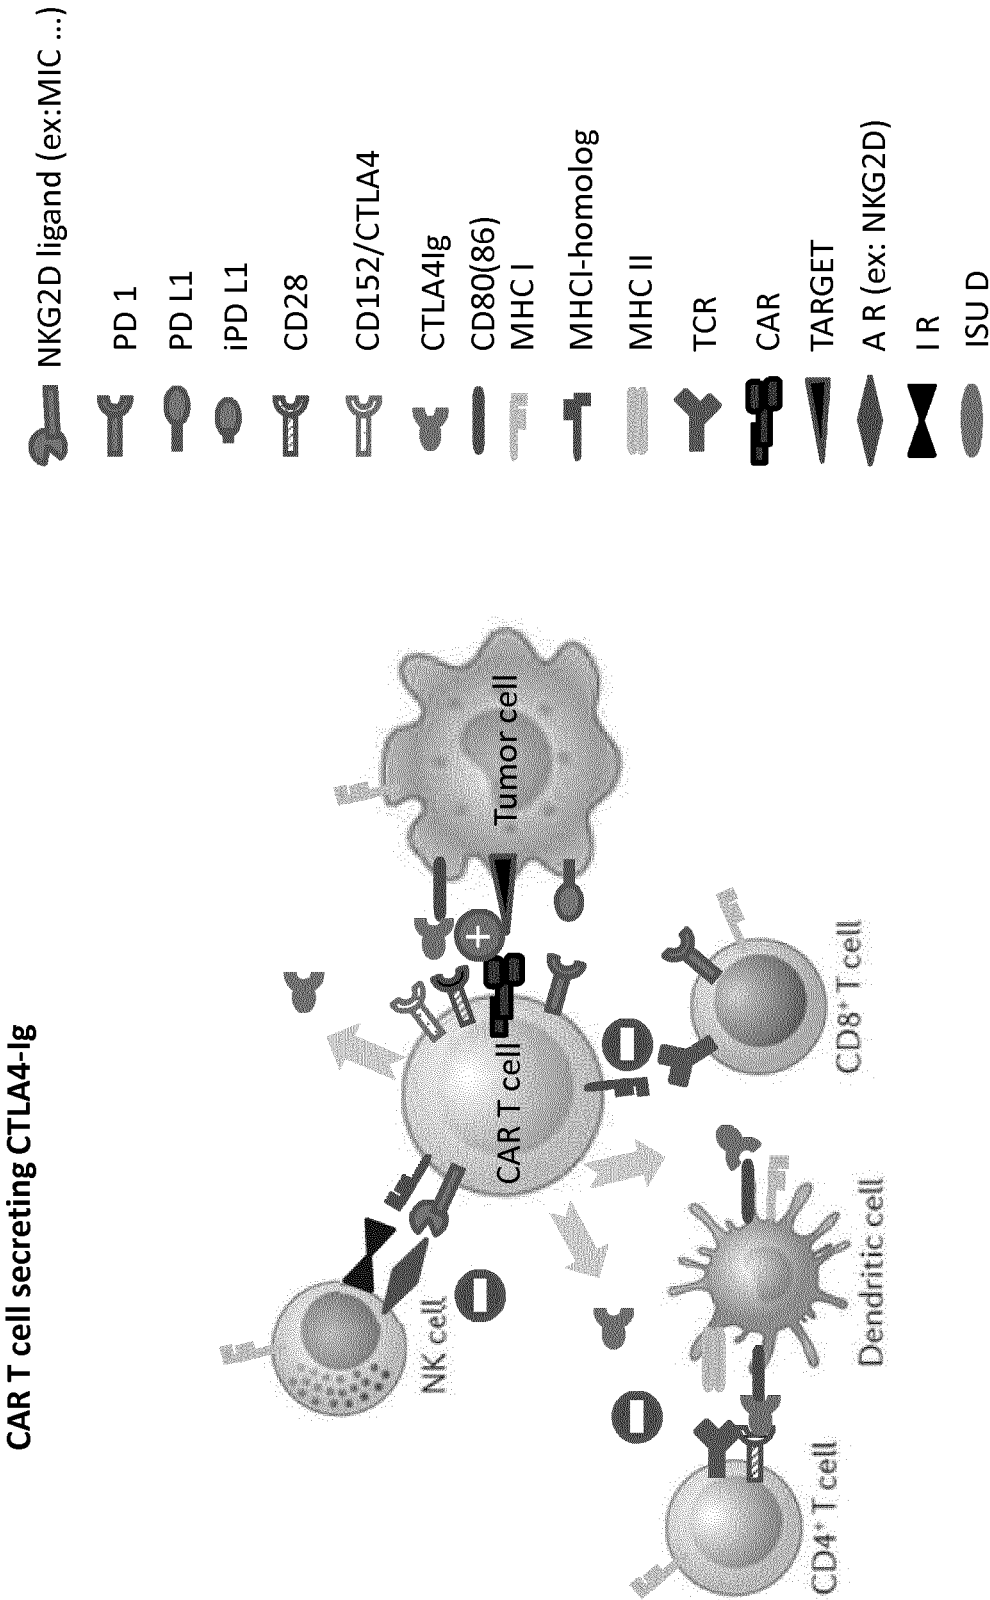 CAR T cell secreting CTLA4-Ig
NK cell
CAR T cell
Tumor cell
CD4+ T cell
Dendritic cell
CD8+ T cell
NKG2D ligand (ex:MIC ...)
PD 1
PD L1
iPD L1
CD28
CD152/CTLA4
CTLA4Ig
CD80(86)
MHC I
MHCI-homolog
MHC II
TCR
CAR
TARGET
A R (ex: NKG2D)
I R
ISU D